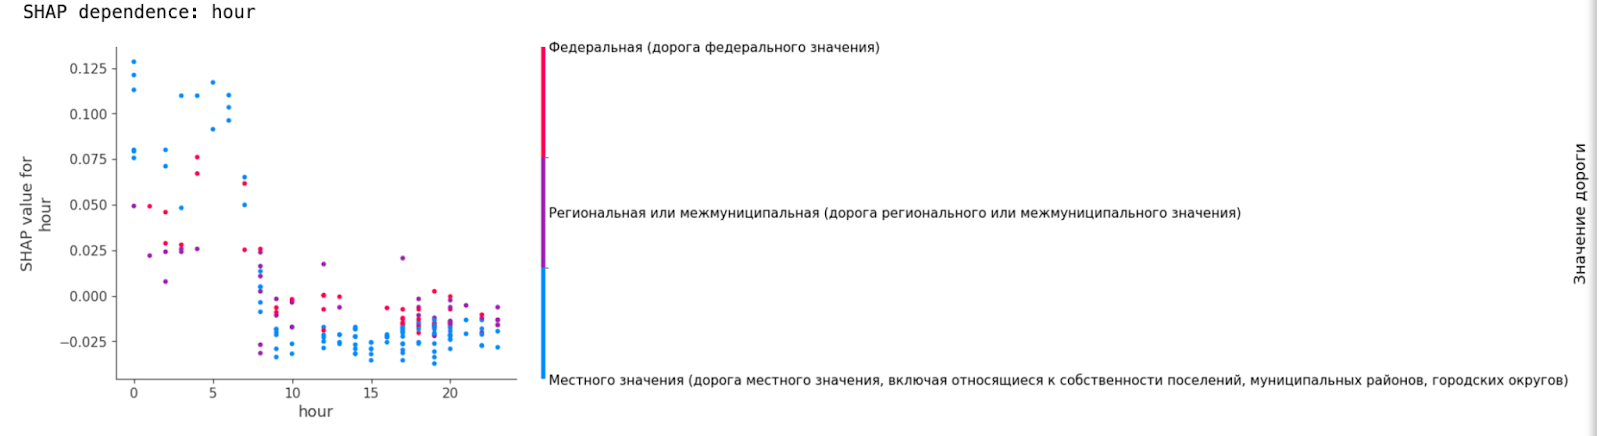 SHAP dependence: hour
Федеральная (дорога федерального значения)
0.125
0.100
0.075
0.050
0.025
0.000
−0.025
SHAP value for
hour
Региональная или межмуниципальная (дорога регионального или межмуниципального значения)
Значение дороги
Местного значения (дорога местного значения, включая относящиеся к собственности поселений, муниципальных районов, городских округов)
0 5 10 15 20
hour